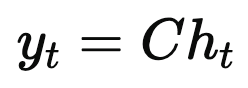 y_t = Ch_t